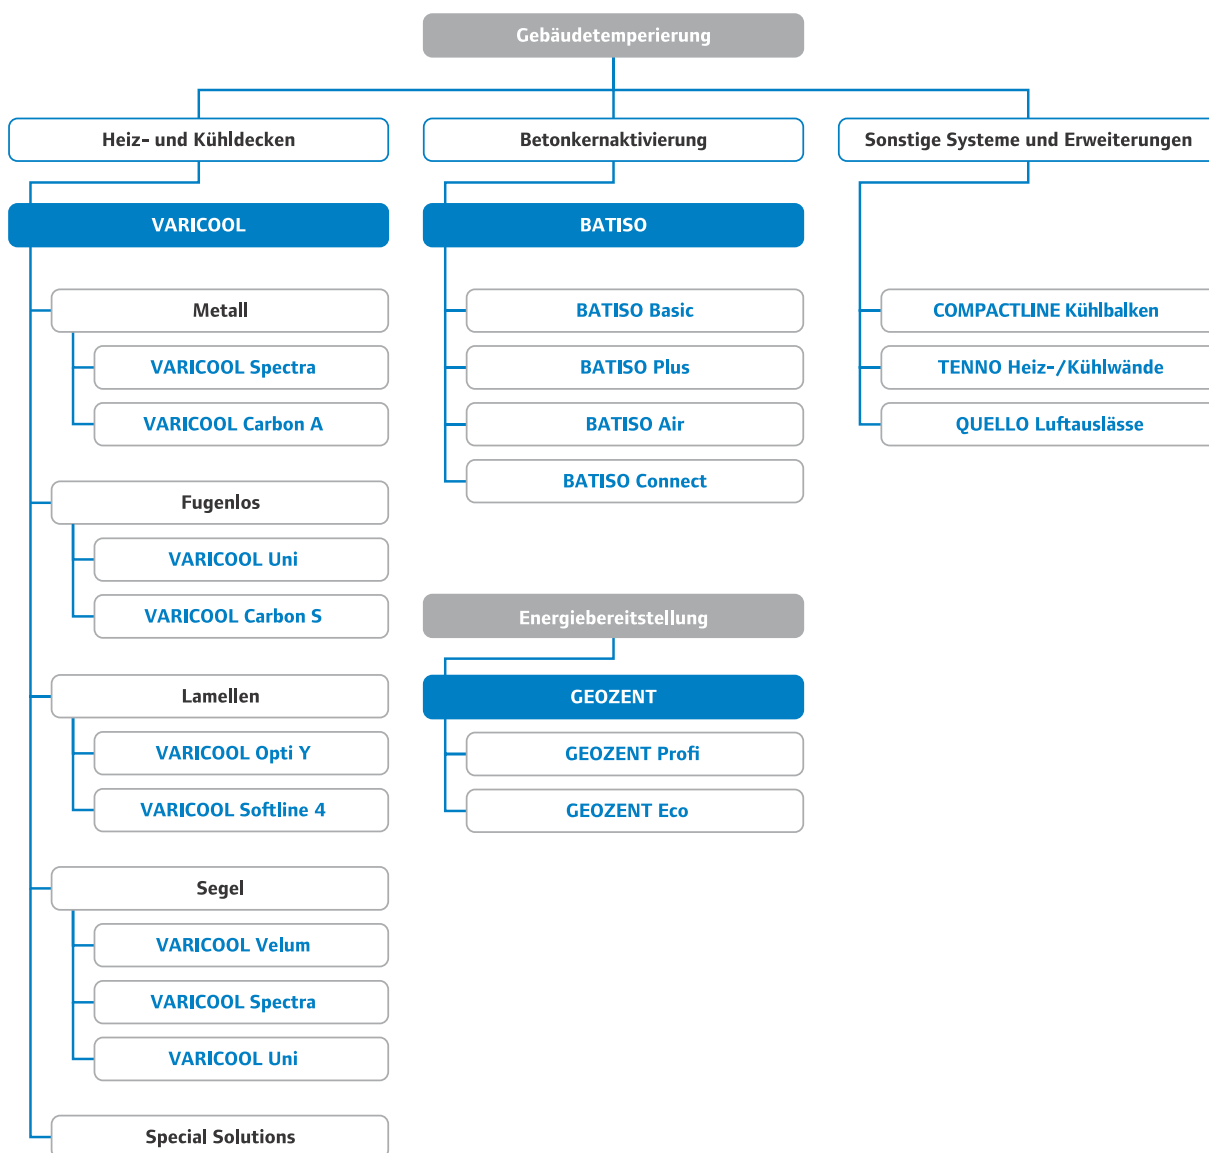 Gebäudetemperierung
Heiz- und Kühldecken
VARICOOL
Metall
VARICOOL Spectra
VARICOOL Carbon A
Fugenlos
VARICOOL Uni
VARICOOL Carbon S
Lamellen
VARICOOL Opti Y
VARICOOL Softline 4
Segel
VARICOOL Velum
VARICOOL Spectra
VARICOOL Uni
Special Solutions
Betonkernaktivierung
BATISO
BATISO Basic
BATISO Plus
BATISO Air
BATISO Connect
Sonstige Systeme und Erweiterungen
COMPACTLINE Kühlbalken
TENNO Heiz-/Kühlwände
QUELLO Luftauslässe
Energiebereitstellung
GEOZENT
GEOZENT Profi
GEOZENT Eco